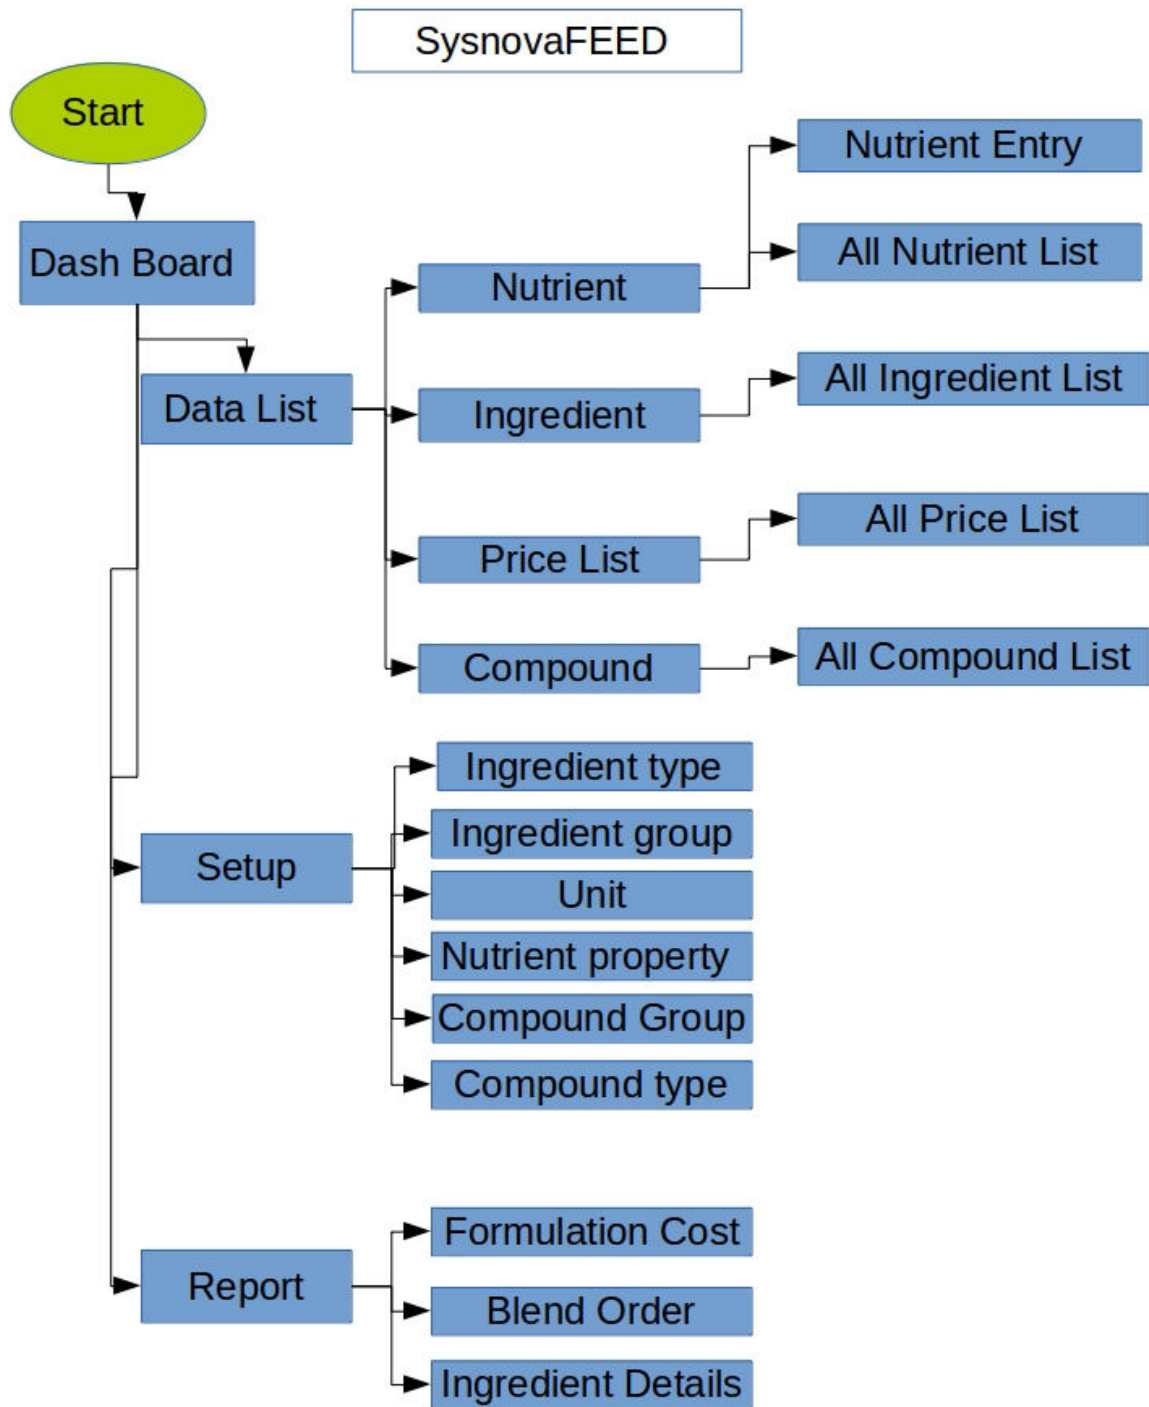 SysnovaFEED
Start
Dash Board
Data List
Nutrient
Nutrient Entry
All Nutrient List
Ingredient
All Ingredient List
Price List
All Price List
Compound
All Compound List
Setup
Ingredient type
Ingredient group
Unit
Nutrient property
Compound Group
Compound type
Report
Formulation Cost
Blend Order
Ingredient Details